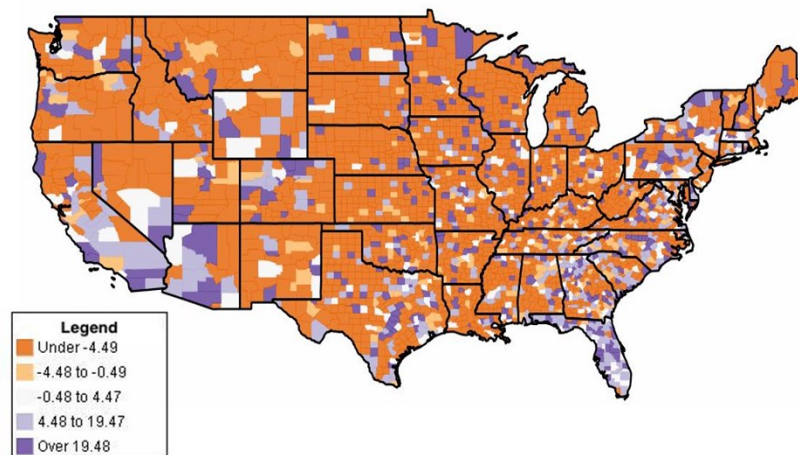 Legend
Under -4.49
-4.48 to -0.49
-0.48 to 4.47
4.48 to 19.47
Over 19.48